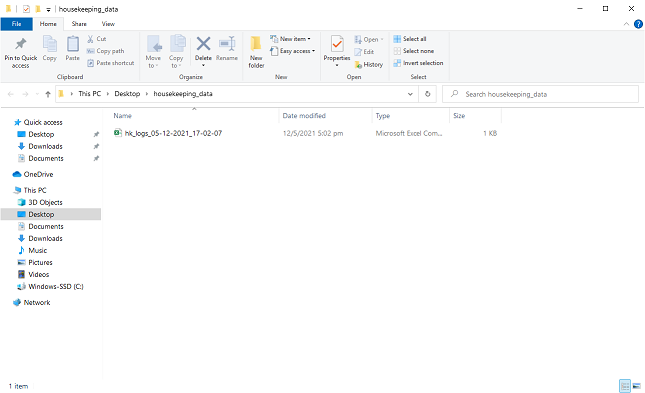 housekeeping_data
File Home Share View
Pin to Quick access
Copy
Paste
Cut
Copy path
Paste shortcut
Clipboard
Move to
Copy to
Delete
Rename
Organize
New folder
New item
Easy access
New
Properties
Open
Edit
History
Open
Select all
Select none
Invert selection
Select
This PC > Desktop > housekeeping_data
Search housekeeping_data
Name Date modified Type Size
hk_logs_05-12-2021_17-02-07 12/5/2021 5:02 pm Microsoft Excel Com... 1 KB
Quick access
Desktop
Downloads
Documents
OneDrive
This PC
3D Objects
Desktop
Documents
Downloads
Music
Pictures
Videos
Windows-SSD (C:)
Network
1 item